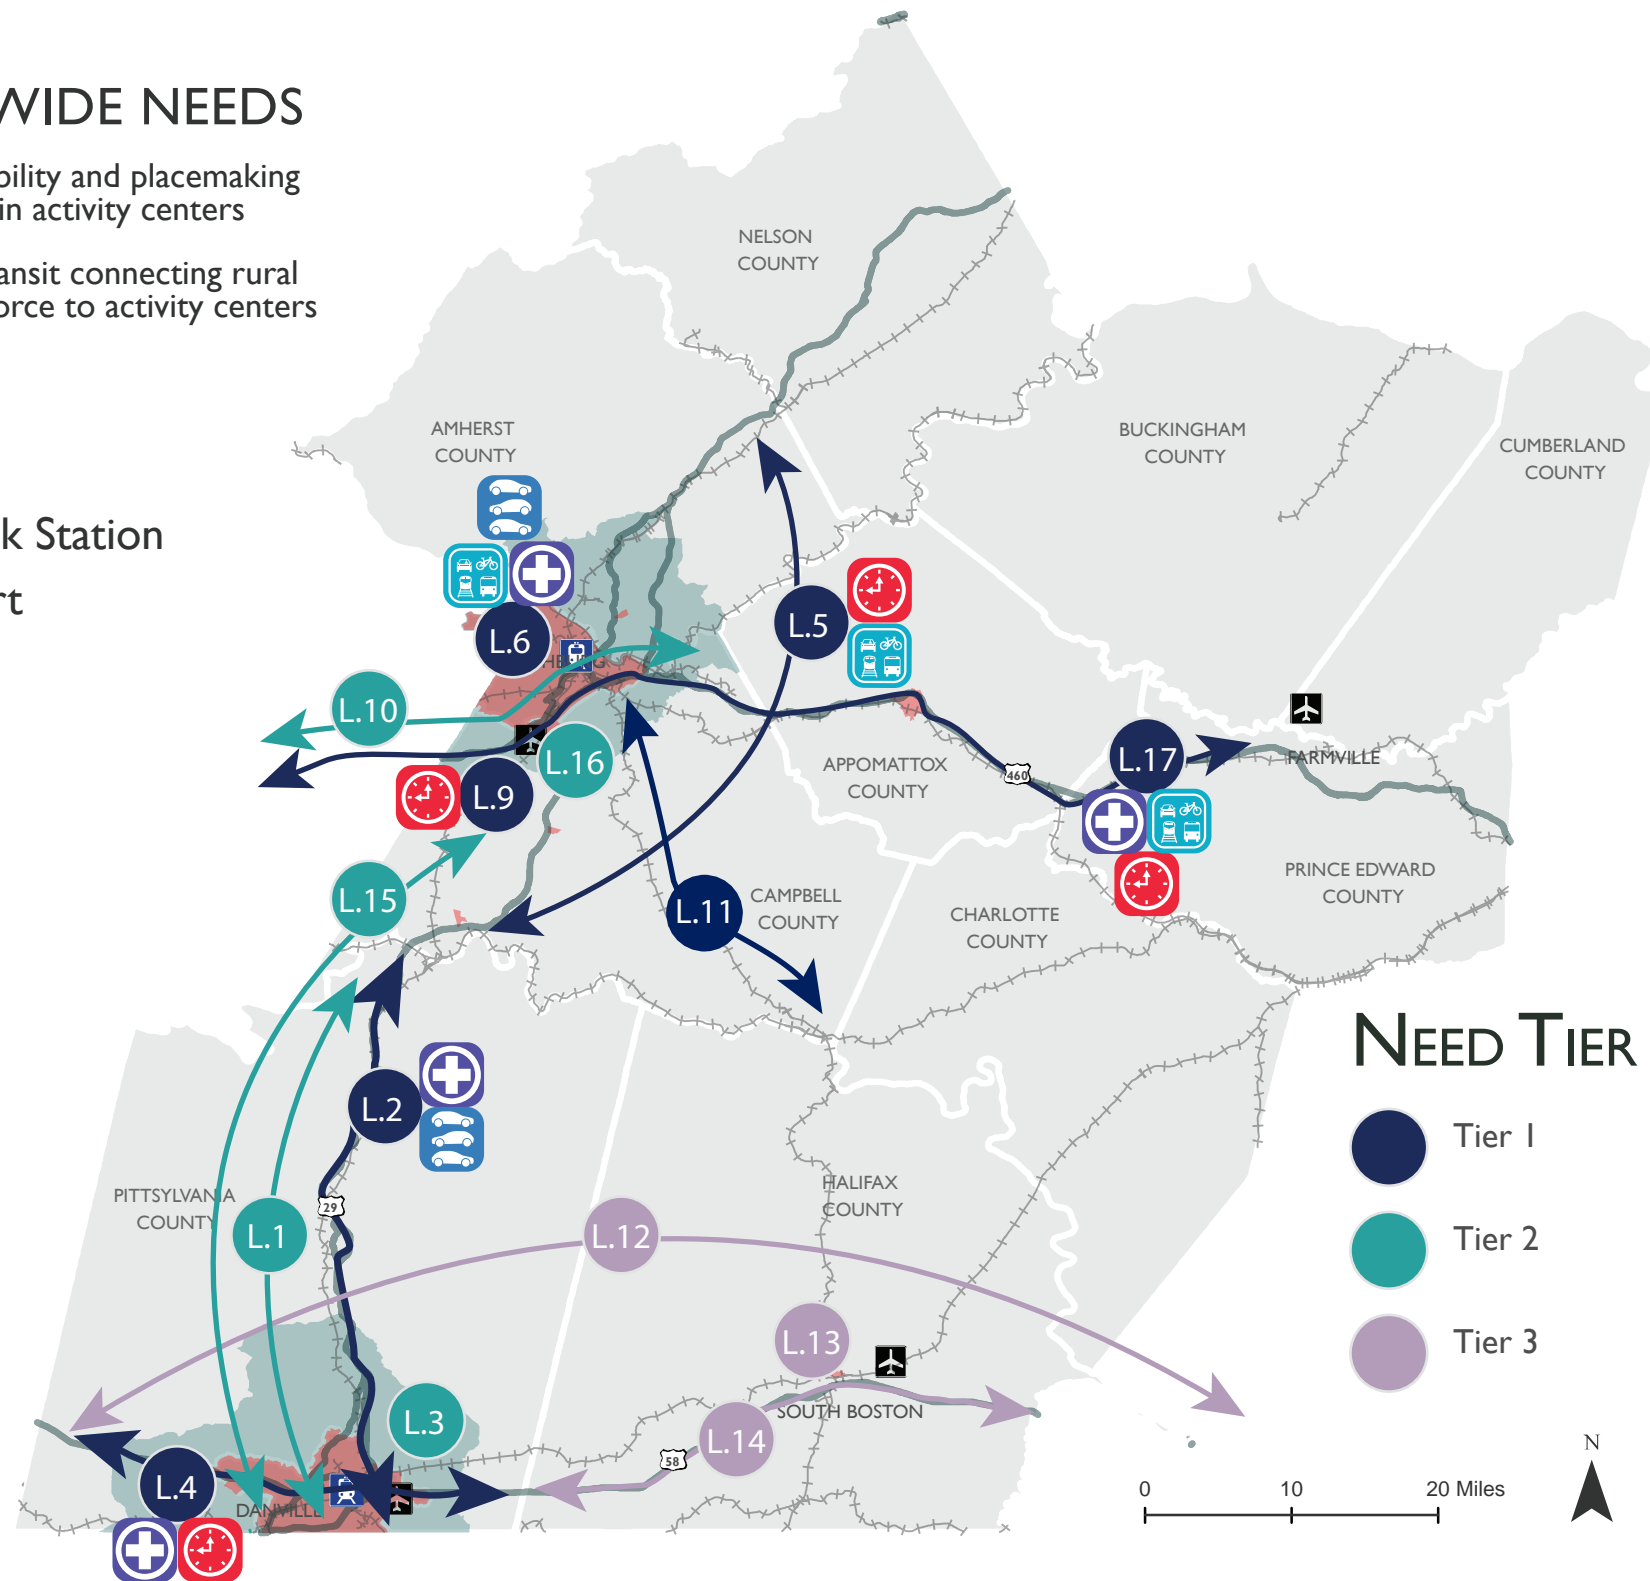 WIDE NEEDS
bility and placemaking
in activity centers
ansit connecting rural
orce to activity centers
k Station
rt
NELSON
COUNTY
AMHERST
COUNTY
BUCKINGHAM
COUNTY
CUMBERLAND
COUNTY
L.6
L.5
L.10
L.16
L.9
L.17
FARMVILLE
APPOMATTOX
COUNTY
460
L.15
L.11
CAMPBELL
COUNTY
CHARLOTTE
COUNTY
PRINCE EDWARD
COUNTY
L.2
PITTSYLVANIA
COUNTY
29
L.1
L.12
HALIFAX
COUNTY
L.13
L.3
SOUTH BOSTON
L.14
58
L.4
DANVILLE
NEED TIER
Tier 1
Tier 2
Tier 3
0 10 20 Miles
N